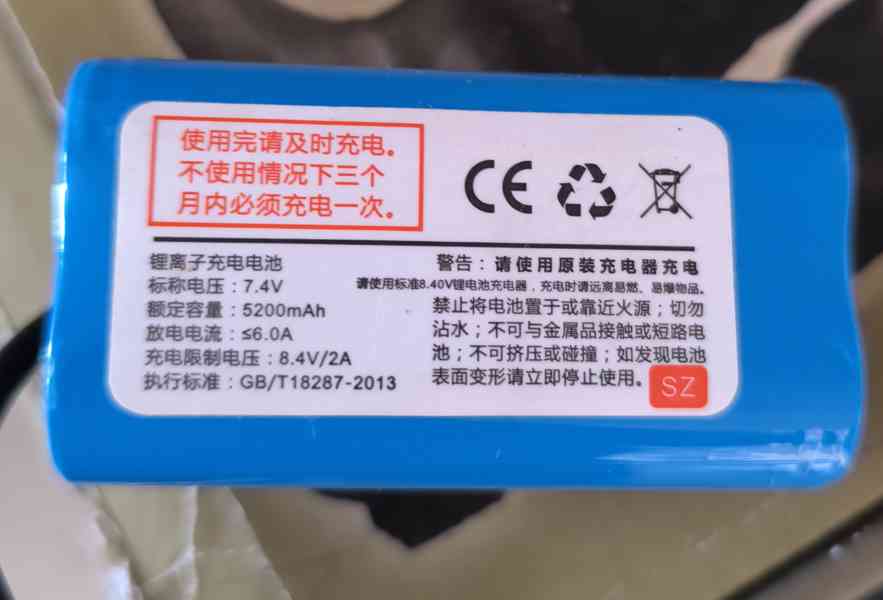 使用完请及时充电。
不使用情况下三个
月内必须充电一次。
CE
锂离子充电电池
标称电压：7.4V
额定容量：5200mAh
放电电流：≤6.0A
充电限制电压：8.4V/2A
执行标准：GB/T18287-2013
警告：请使用原装充电器充电
请使用标准8.40V锂电池充电器，充电时请远离易燃、易爆物品。
禁止将电池置于或靠近火源；切勿
沾水；不可与金属品接触或短路电
池；不可挤压或碰撞；如发现电池
表面变形请立即停止使用。
SZ